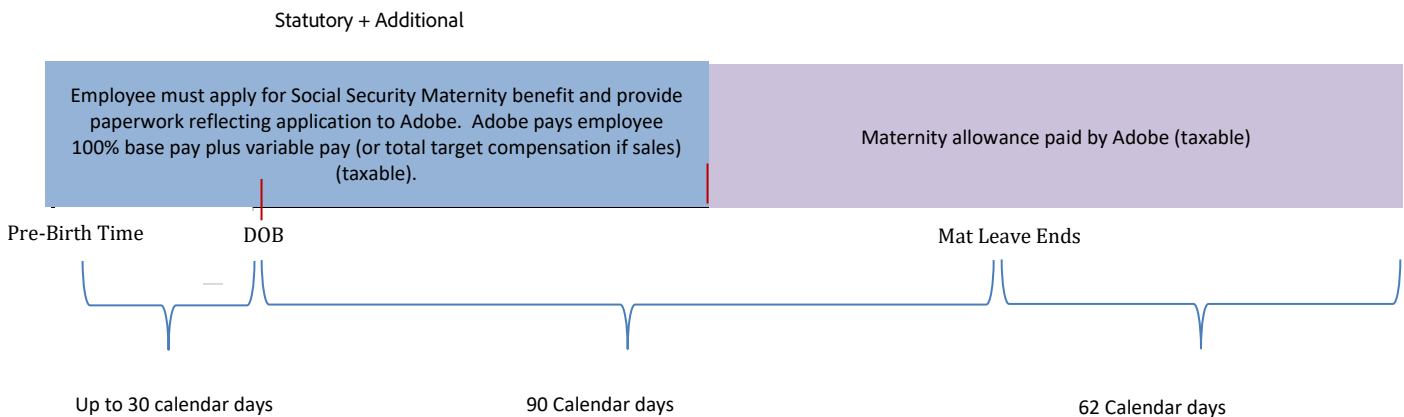 Statutory + Additional
Employee must apply for Social Security Maternity benefit and provide
paperwork reflecting application to Adobe.  Adobe pays employee
100% base pay plus variable pay (or total target compensation if sales)
(taxable).
Maternity allowance paid by Adobe (taxable)
Pre-Birth Time
DOB
Mat Leave Ends
Up to 30 calendar days
90 Calendar days
62 Calendar days